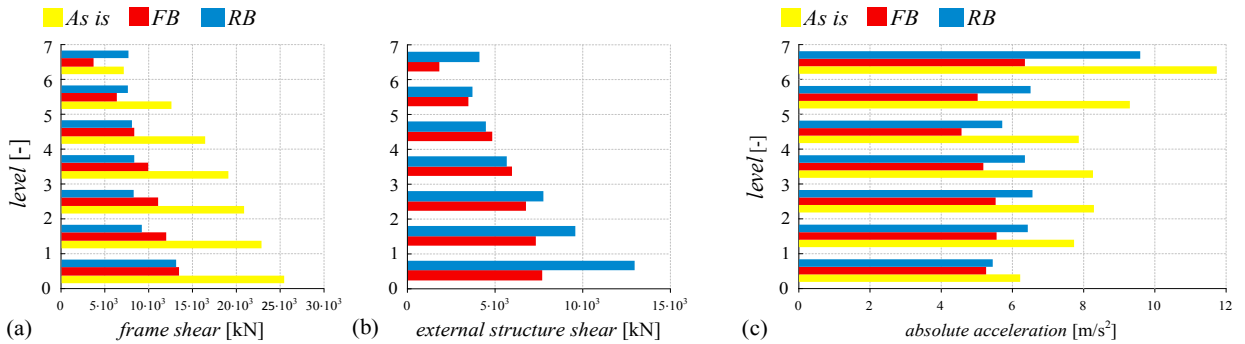 As is FB RB
As is FB RB
level [-]
7
6
5
4
3
2
1
0
0 5·10³ 10·10³ 15·10³ 20·10³ 25·10³ 30·10³
(a) frame shear [kN]
7
6
5
4
3
2
1
0
0 5·10³ 10·10³ 15·10³
(b) external structure shear [kN]
level [-]
7
6
5
4
3
2
1
0
0 2 4 6 8 10 12
(c) absolute acceleration [m/s²]